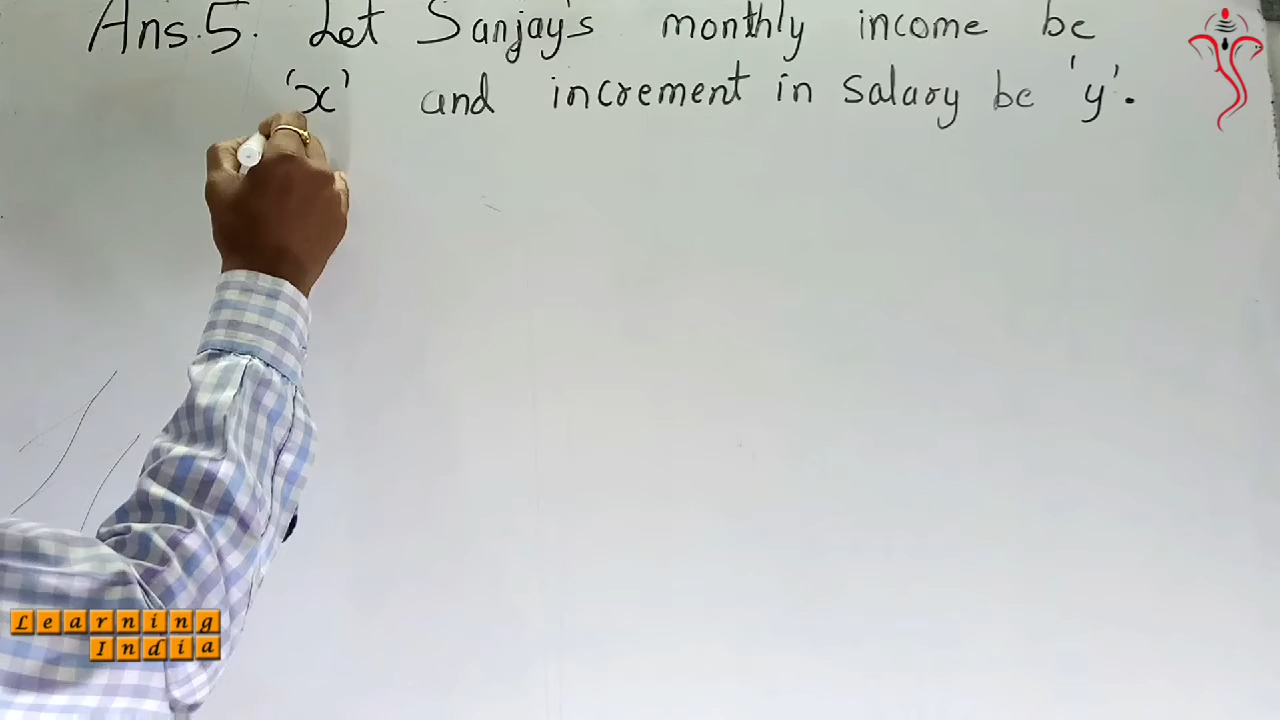 Ans.5. Let Sanjay's monthly income be
'x' and increment in salary be 'y'.
Learning
India